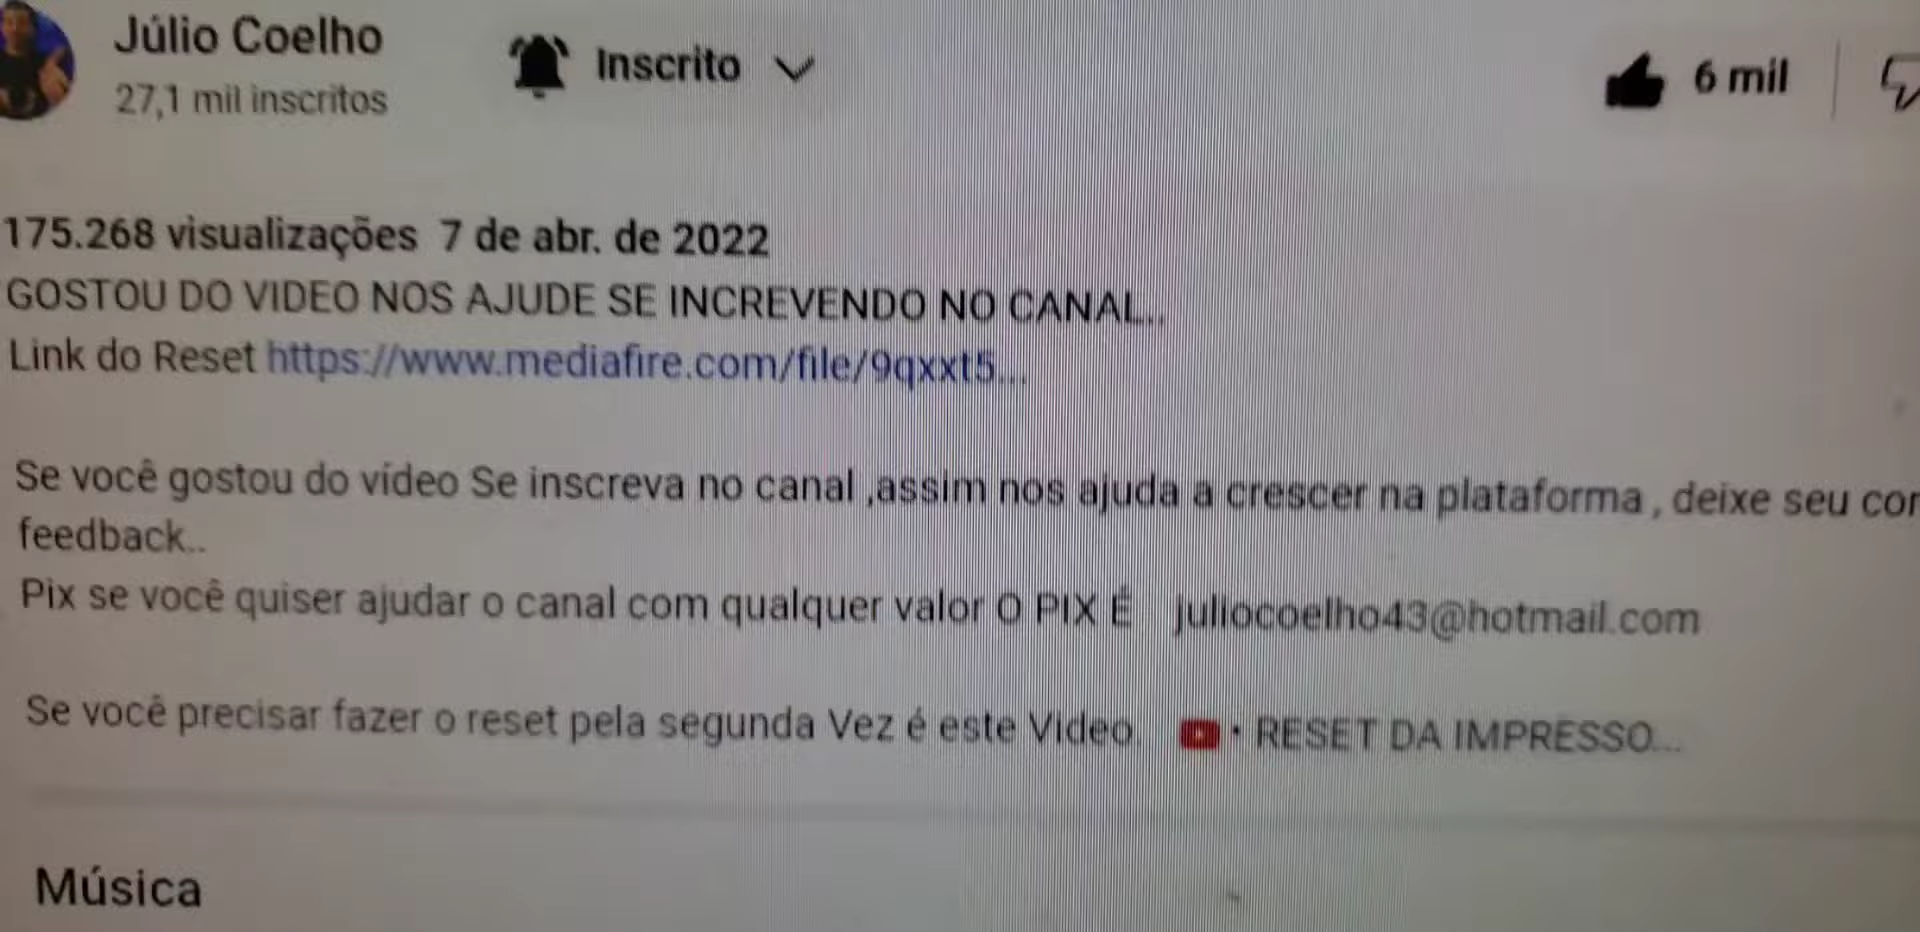 Júlio Coelho
27,1 mil inscritos
Inscrito
6 mil
175.268 visualizações 7 de abr. de 2022
GOSTOU DO VIDEO NOS AJUDE SE INCREVENDO NO CANAL..
Link do Reset https://www.mediafire.com/file/9qxxt5...
Se você gostou do vídeo Se inscreva no canal ,assim nos ajuda a crescer na plataforma , deixe seu
feedback..
Pix se você quiser ajudar o canal com qualquer valor O PIX É juliocoelho43@hotmail.com
Se você precisar fazer o reset pela segunda Vez é este Video. • RESET DA IMPRESSO...
Música